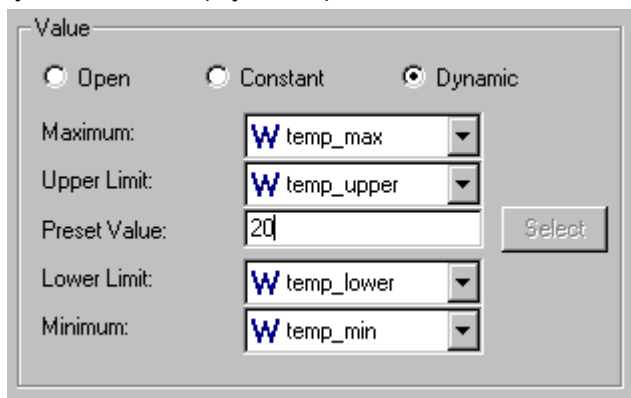 Value
Open Constant Dynamic
Maximum: W temp_max
Upper Limit: W temp_upper
Preset Value: 20 Select
Lower Limit: W temp_lower
Minimum: W temp_min